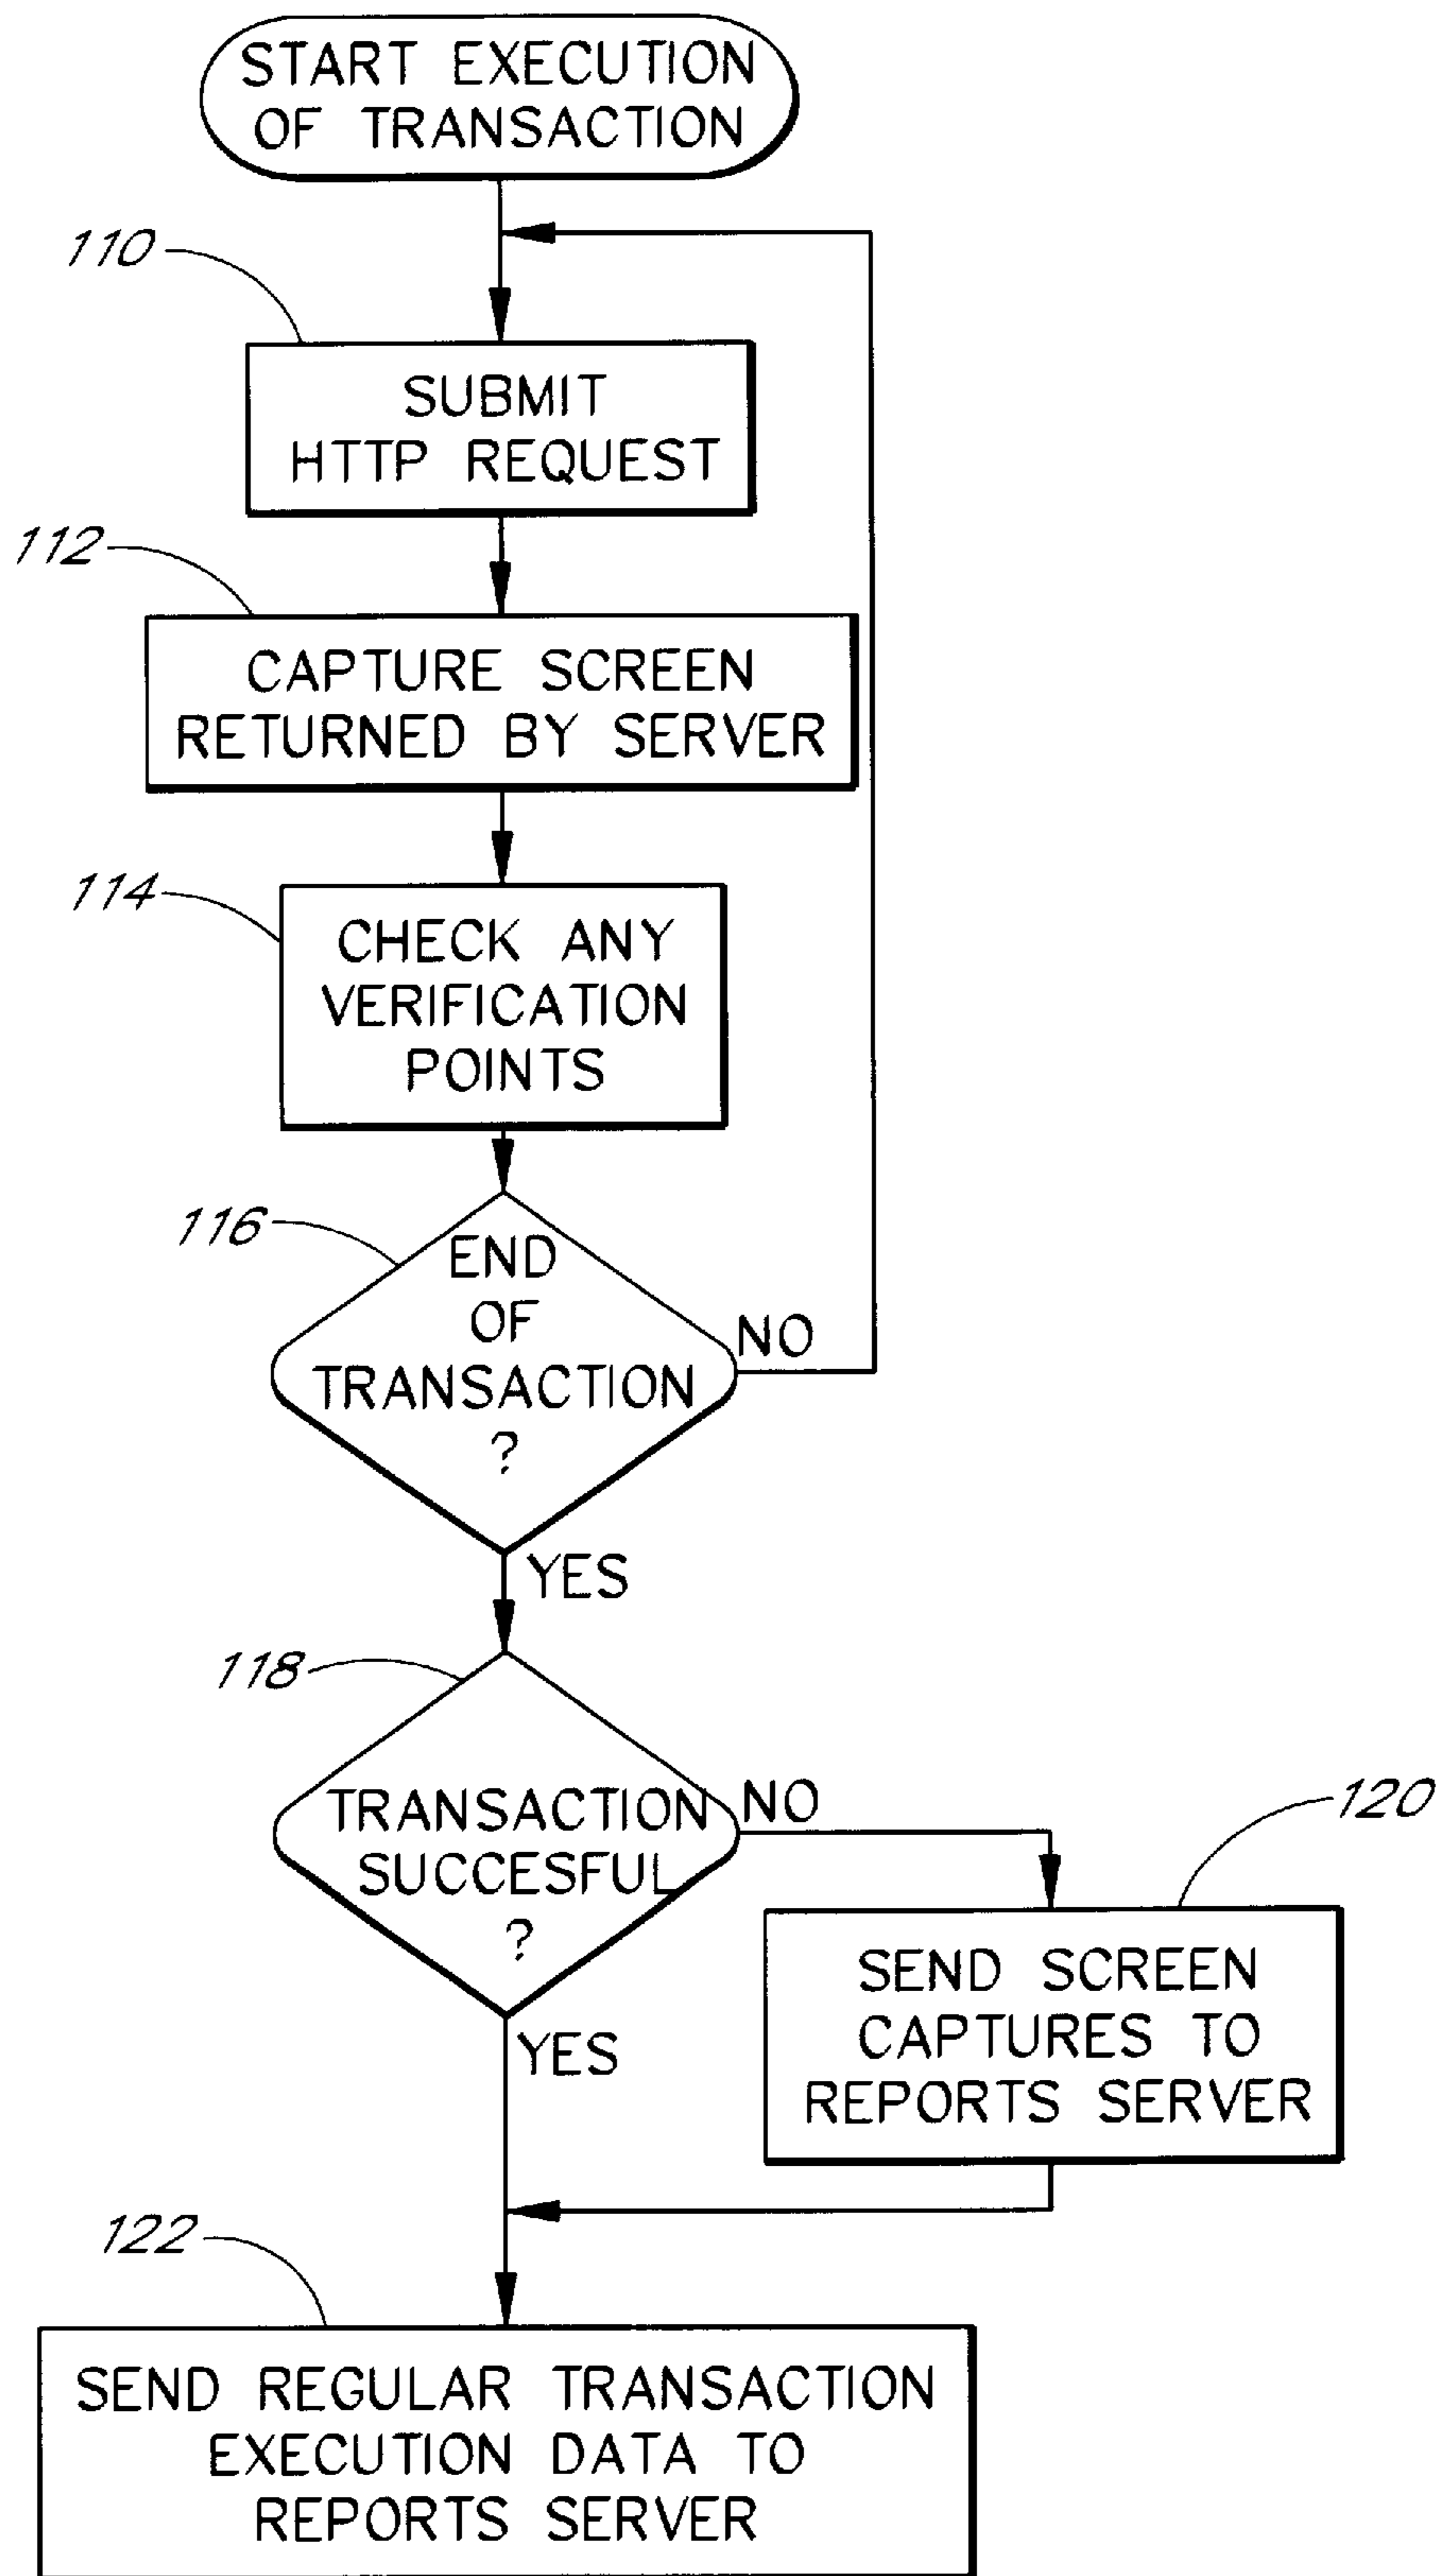 START EXECUTION
OF TRANSACTION
110
SUBMIT
HTTP REQUEST
112
CAPTURE SCREEN
RETURNED BY SERVER
114
CHECK ANY
VERIFICATION
POINTS
116
END
OF
TRANSACTION
?
NO
YES
118
TRANSACTION
SUCCESFUL
?
NO
YES
120
SEND SCREEN
CAPTURES TO
REPORTS SERVER
122
SEND REGULAR TRANSACTION
EXECUTION DATA TO
REPORTS SERVER